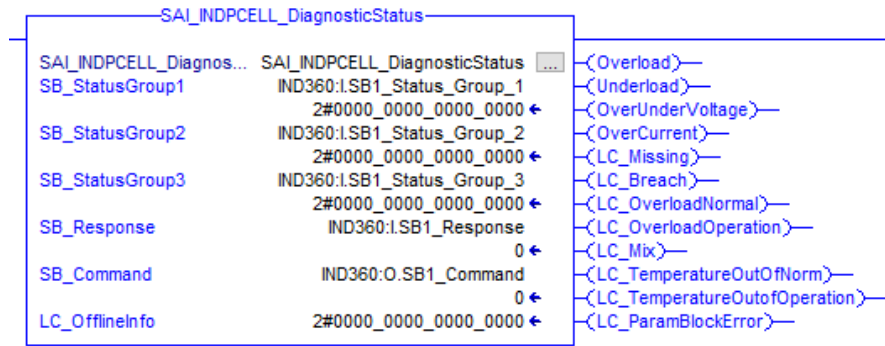 SAI_INDPCELL_DiagnosticStatus
SAI_INDPCELL_Diagnos... SAI_INDPCELL_DiagnosticStatus ... (Overload)
SB_StatusGroup1 IND360:I.SB1_Status_Group_1 (Underload)
2#0000_0000_0000_0000 (OverUnderVoltage)
SB_StatusGroup2 IND360:I.SB1_Status_Group_2 (OverCurrent)
2#0000_0000_0000_0000 (LC_Missing)
SB_StatusGroup3 IND360:I.SB1_Status_Group_3 (LC_Breach)
2#0000_0000_0000_0000 (LC_OverloadNormal)
SB_Response IND360:I.SB1_Response (LC_OverloadOperation)
0 (LC_Mix)
SB_Command IND360:O.SB1_Command (LC_TemperatureOutOfNorm)
0 (LC_TemperatureOutofOperation)
LC_OfflineInfo 2#0000_0000_0000_0000 (LC_ParamBlockError)